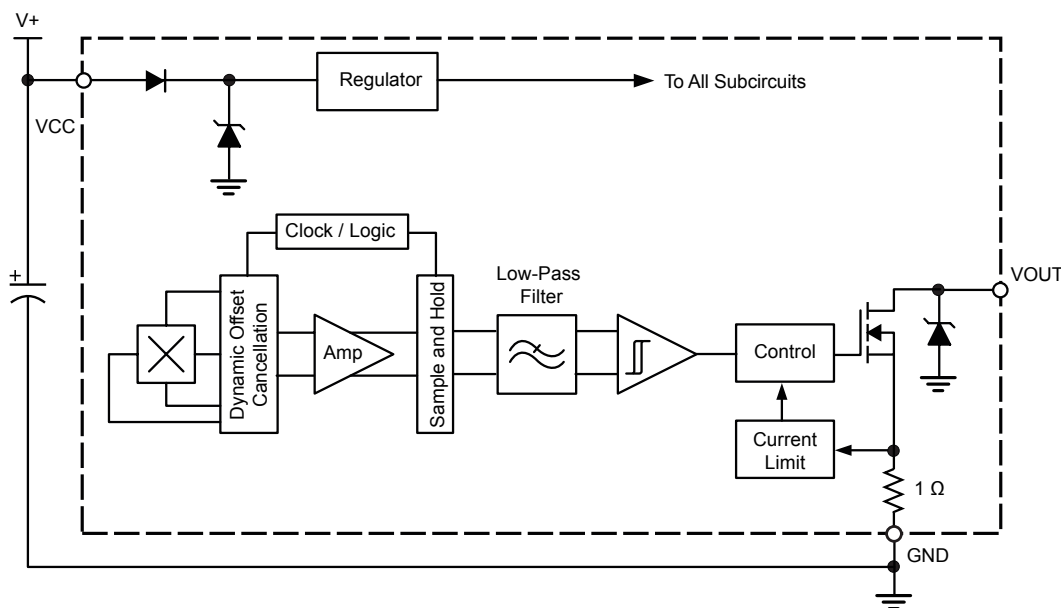 V+
VCC
Regulator
To All Subcircuits
Clock / Logic
Dynamic Offset
Cancellation
Amp
Sample and Hold
Low-Pass
Filter
Control
Current
Limit
VOUT
+
1 Ω
GND